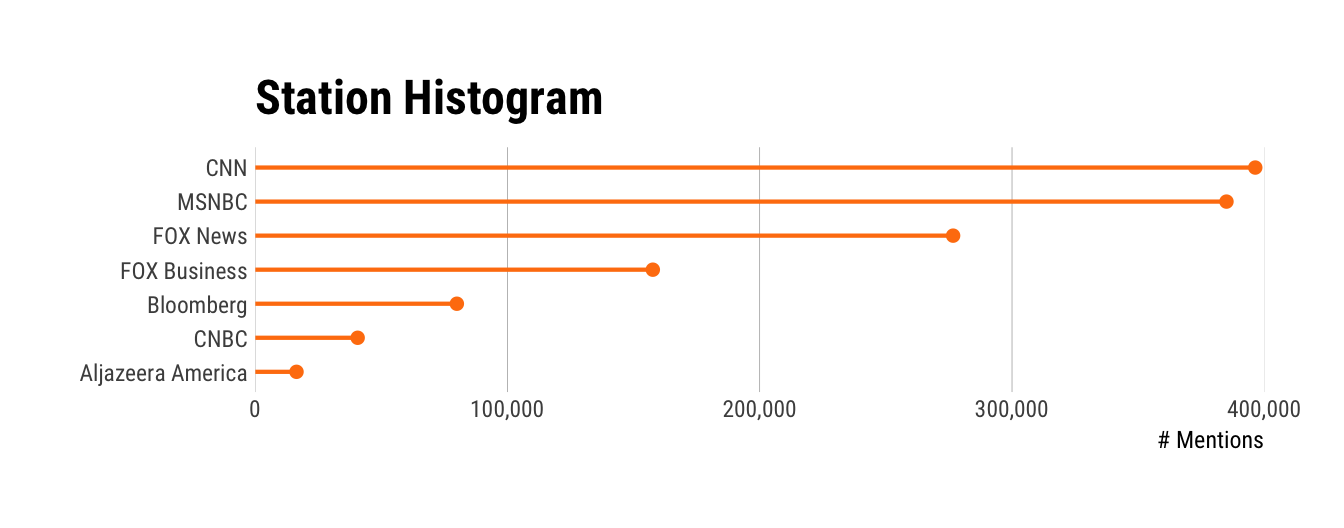 Station Histogram
CNN
MSNBC
FOX News
FOX Business
Bloomberg
CNBC
Aljazeera America
0 100,000 200,000 300,000 400,000
# Mentions